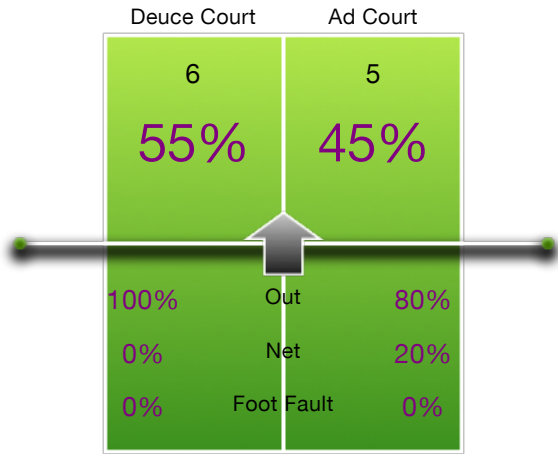 Deuce Court Ad Court
6 5
55% 45%
100% Out 80%
0% Net 20%
0% Foot Fault 0%